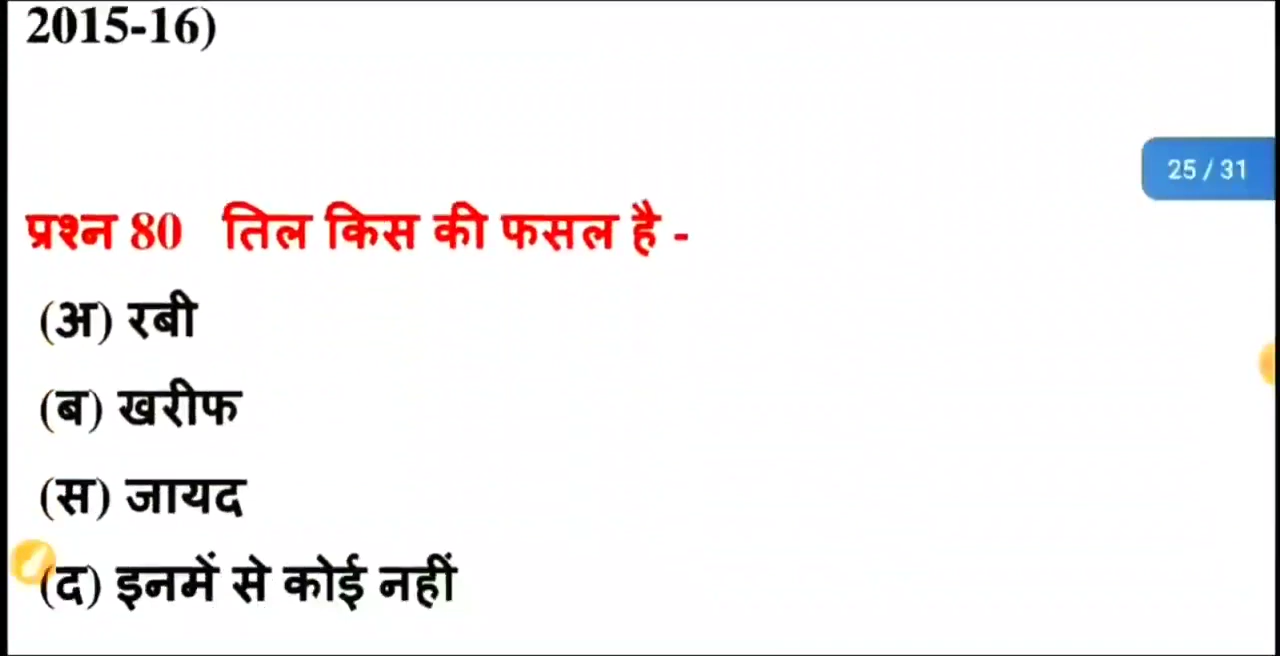 2015-16)
25 / 31
प्रश्न 80 तिल किस की फसल है -
(अ) रबी
(ब) खरीफ
(स) जायद
(द) इनमें से कोई नहीं